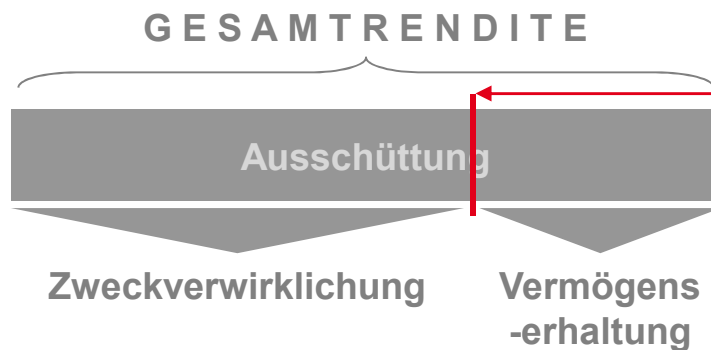 GESAMTRENDITE
Ausschüttung
Zweckverwirklichung
Vermögens
-erhaltung